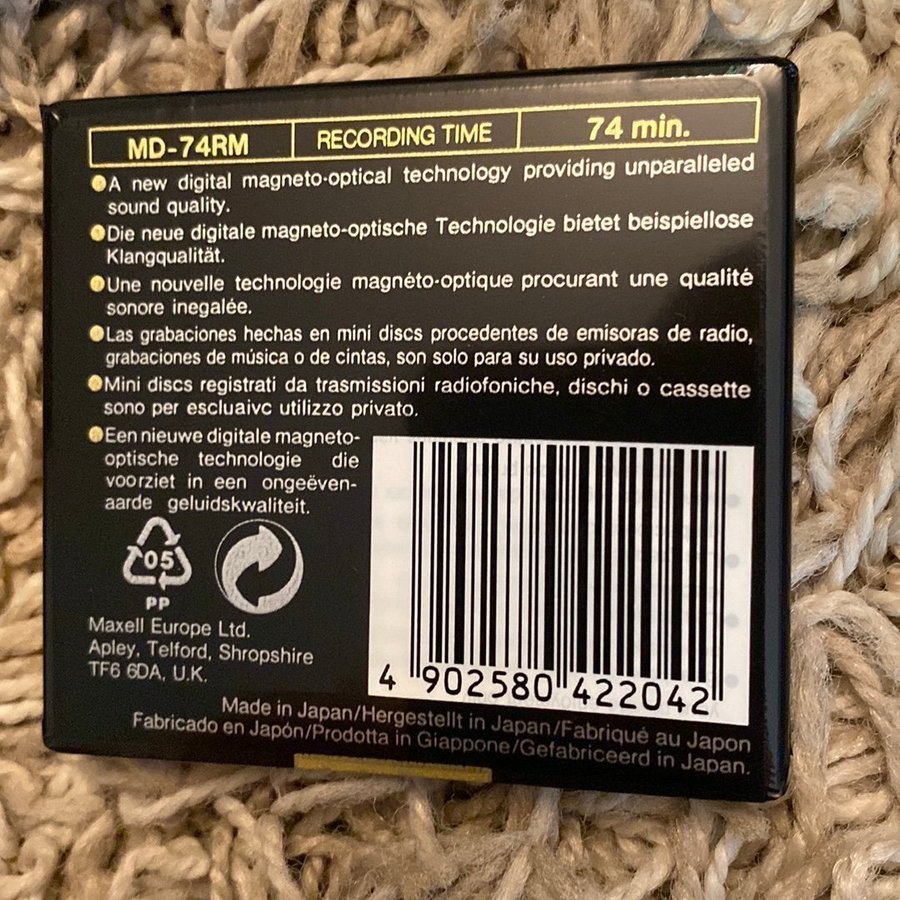 MD-74RM RECORDING TIME 74 min.
A new digital magneto-optical technology providing unparalleled
sound quality.
Die neue digitale magneto-optische Technologie bietet beispiellose
Klangqualität.
Une nouvelle technologie magnéto-optique procurant une qualité
sonore inegalée.
Las grabaciones hechas en mini discs procedentes de emisoras de radio,
grabaciones de música o de cintas, son solo para su uso privado.
Mini discs registrati da trasmissioni radiofoniche, dischi o cassette
sono per escluaivc utilizzo privato.
Een nieuwe digitale magneto-
optische technologie die
voorziet in een ongeëven-
aarde geluidskwaliteit.
05
PP
Maxell Europe Ltd.
Apley, Telford, Shropshire
TF6 6DA, U.K.
4 902580 422042
Made in Japan/Hergestellt in Japan/Fabriqué au Japon
Fabricado en Japón/Prodotta in Giappone/Gefabriceerd in Japan.